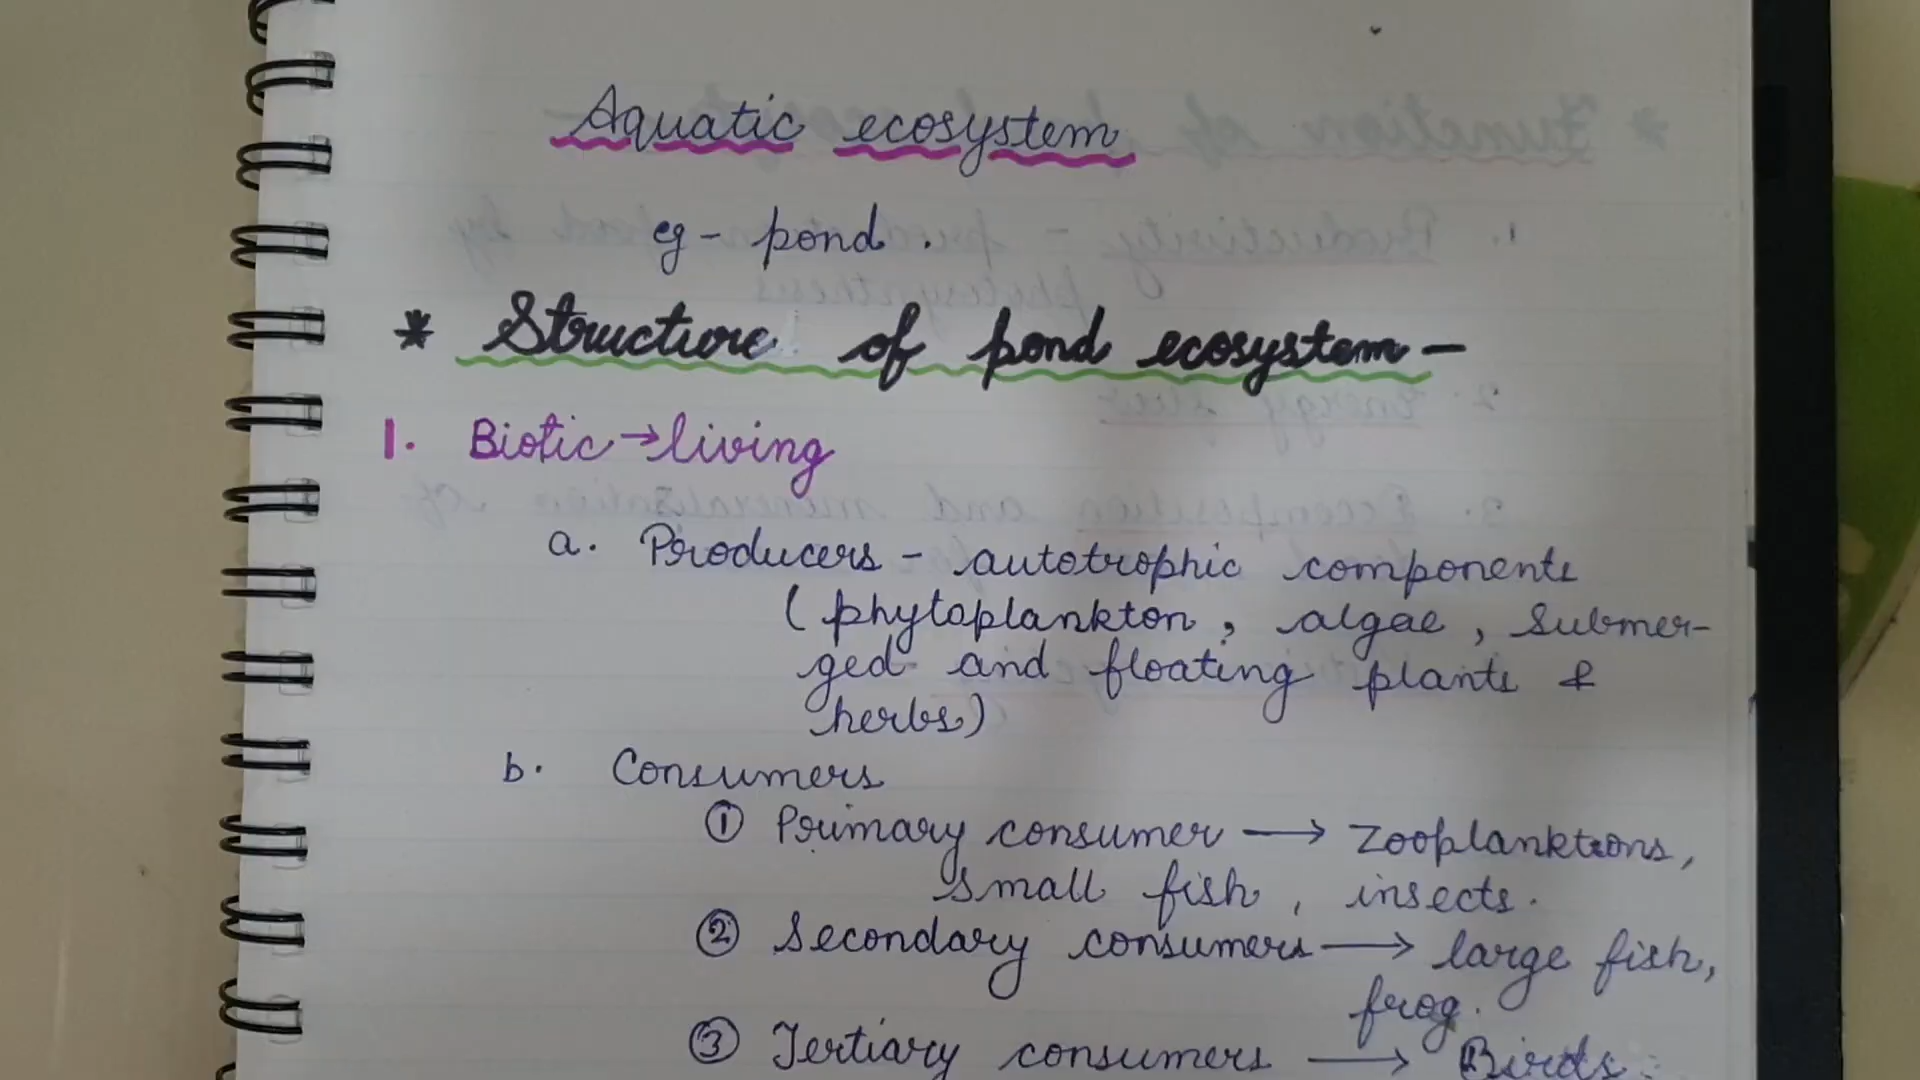 Aquatic ecosystem
eg - pond.
* Structure of pond ecosystem -
1. Biotic → living
a. Producers - autotrophic components
( phytoplankton, algae, submer-
ged and floating plants &
herbs)
b. Consumers
① Primary consumer → Zooplanktons,
small fish, insects.
② Secondary consumers → large fish,
frog.
③ Tertiary consumers → Birds.